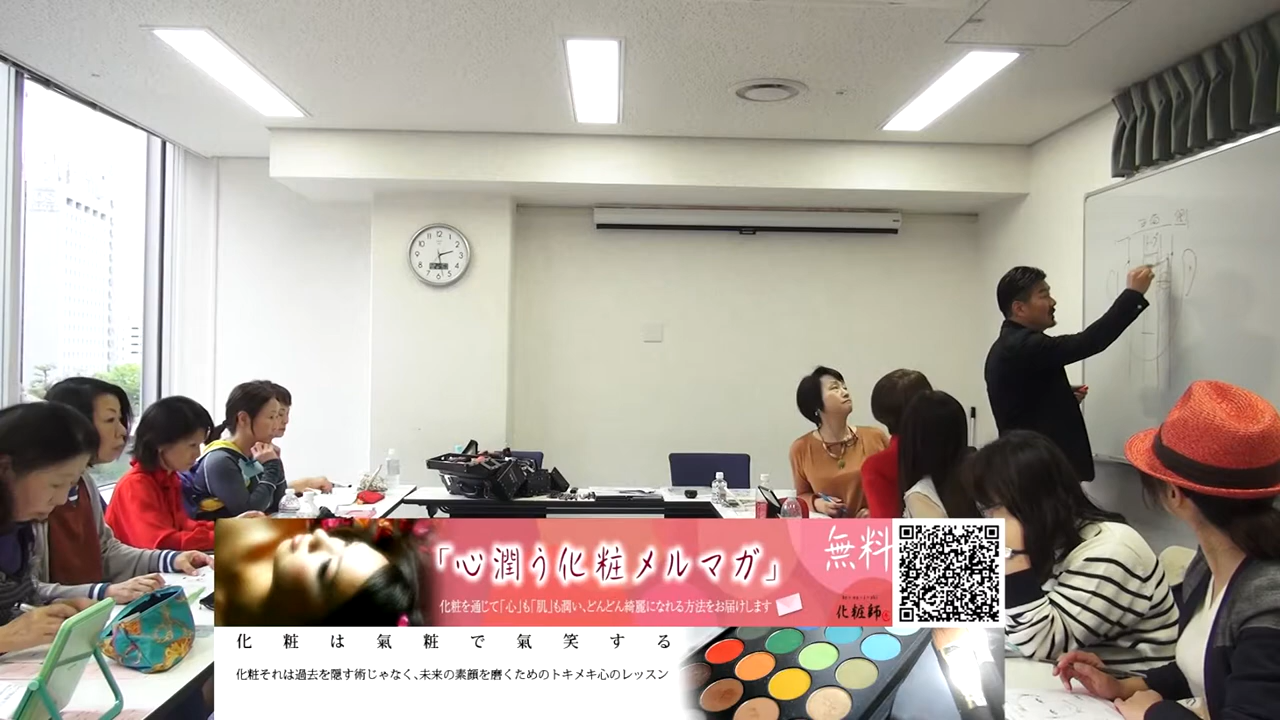 「心潤う化粧メルマガ」
無料
化粧を通じて「心」も「肌」も潤い、どんどん綺麗になれる方法をお届けします
化粧師
化粧は氣粧で氣笑する
化粧それは過去を隠す術じゃなく、未来の素顔を磨くためのトキメキ心のレッスン